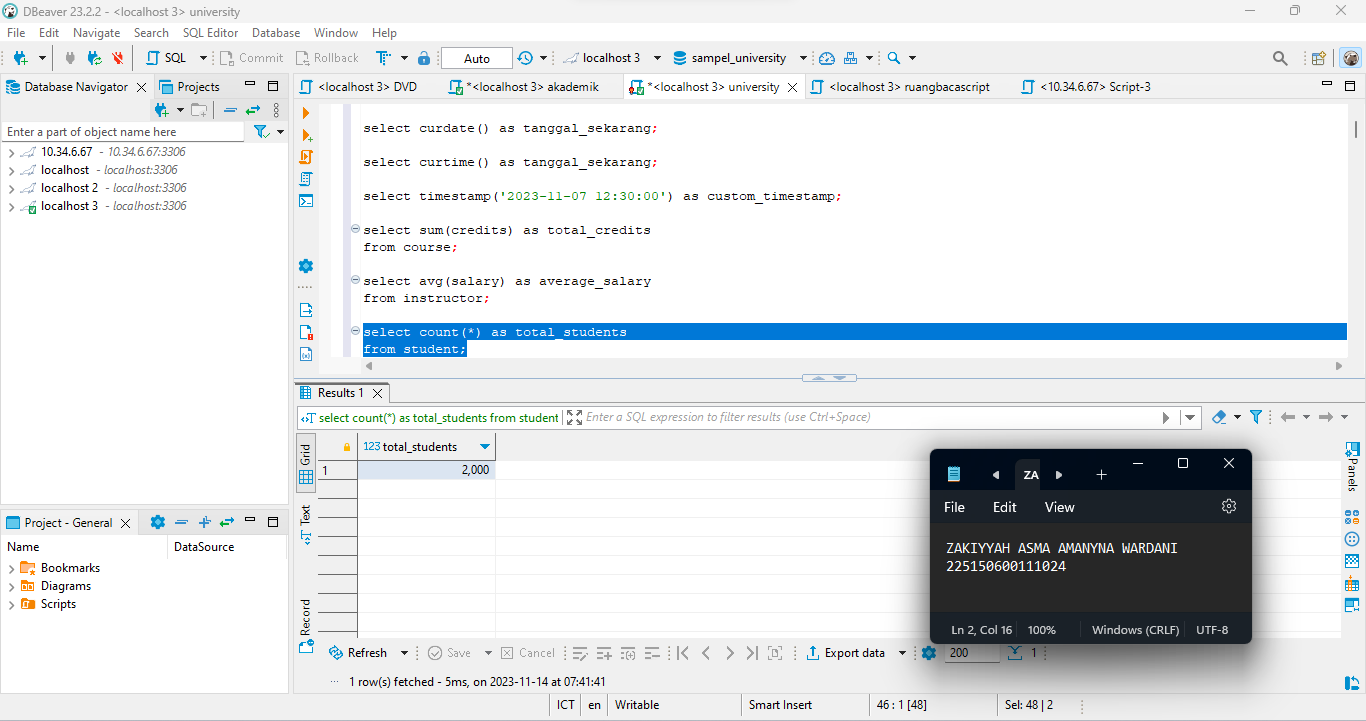 DBeaver 23.2.2 - <localhost 3> university
File Edit Navigate Search SQL Editor Database Window Help
SQL Commit Rollback Auto localhost 3 sampel_university
Database Navigator Projects
<localhost 3> DVD *<localhost 3> akademik *<localhost 3> university <localhost 3> ruangbacascript <10.34.6.67> Script-3
Enter a part of object name here
10.34.6.67 - 10.34.6.67:3306
localhost - localhost:3306
localhost 2 - localhost:3306
localhost 3 - localhost:3306
select curdate() as tanggal_sekarang;
select curtime() as tanggal_sekarang;
select timestamp('2023-11-07 12:30:00') as custom_timestamp;
select sum(credits) as total_credits
from course;
select avg(salary) as average_salary
from instructor;
select count(*) as total_students
from student;
Results 1
select count(*) as total_students from student Enter a SQL expression to filter results (use Ctrl+Space)
Grid
Text
Record
123 total_students
1 2,000
Panels
Project - General
Name DataSource
Bookmarks
Diagrams
Scripts
ZA
File Edit View
ZAKIYYAH ASMA AMANYNA WARDANI
225150600111024
Ln 2, Col 16 100% Windows (CRLF) UTF-8
Refresh Save Cancel Export data 200 1
1 row(s) fetched - 5ms, on 2023-11-14 at 07:41:41
ICT en Writable Smart Insert 46 : 1 [48] Sel: 48 | 2